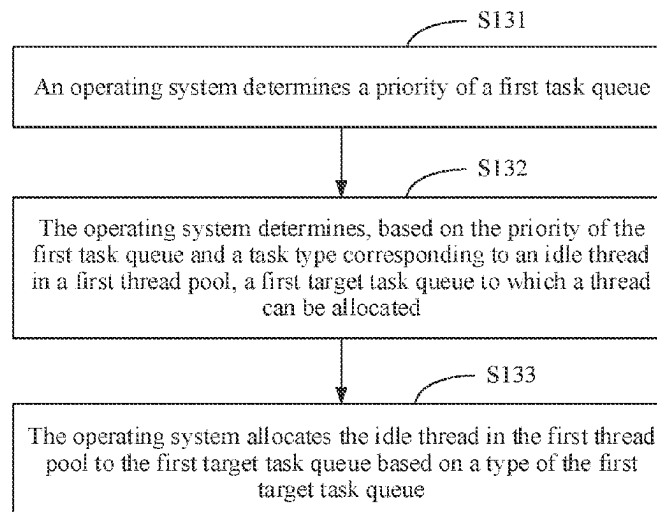 S131
An operating system determines a priority of a first task queue
S132
The operating system determines, based on the priority of the
first task queue and a task type corresponding to an idle thread
in a first thread pool, a first target task queue to which a thread
can be allocated
S133
The operating system allocates the idle thread in the first thread
pool to the first target task queue based on a type of the first
target task queue